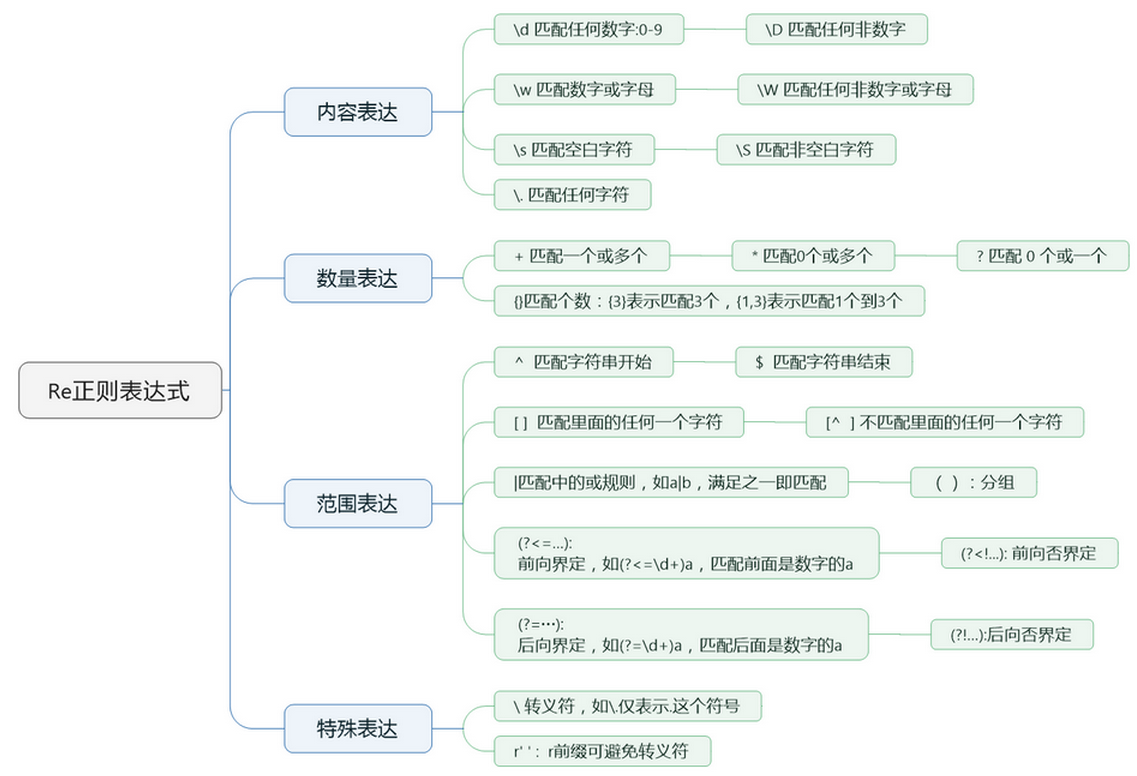 Re正则表达式
内容表达
\d 匹配任何数字:0-9
\D 匹配任何非数字
\w 匹配数字或字母
\W 匹配任何非数字或字母
\s 匹配空白字符
\S 匹配非空白字符
\. 匹配任何字符
数量表达
+ 匹配一个或多个
* 匹配0个或多个
? 匹配 0 个或一个
{}匹配个数：{3}表示匹配3个，{1,3}表示匹配1个到3个
范围表达
^ 匹配字符串开始
$ 匹配字符串结束
[ ] 匹配里面的任何一个字符
[^ ] 不匹配里面的任何一个字符
|匹配中的或规则，如a|b，满足之一即匹配
（ ）：分组
(?<=...):
前向界定，如(?<=\d+)a，匹配前面是数字的a
(?<!...): 前向否界定
(?=…):
后向界定，如(?=\d+)a，匹配后面是数字的a
(?!...):后向否界定
特殊表达
\ 转义符，如\.仅表示.这个符号
r' '：r前缀可避免转义符